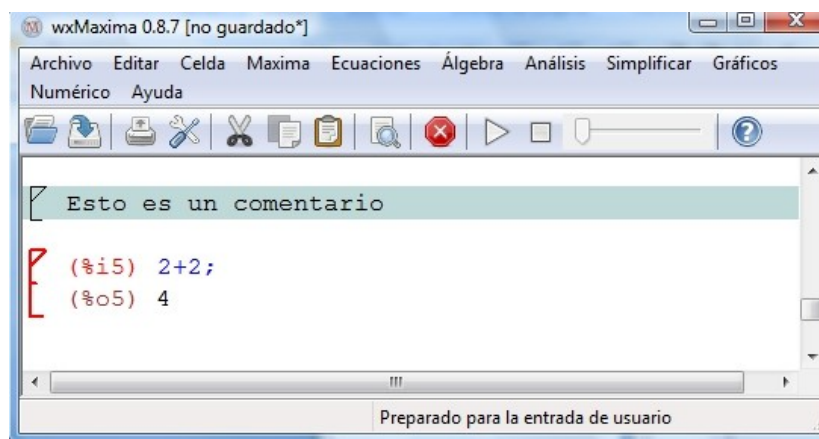 wxMaxima 0.8.7 [no guardado*]
Archivo Editar Celda Maxima Ecuaciones Álgebra Análisis Simplificar Gráficos
Numérico Ayuda
Esto es un comentario
(%i5) 2+2;
(%o5) 4
Preparado para la entrada de usuario